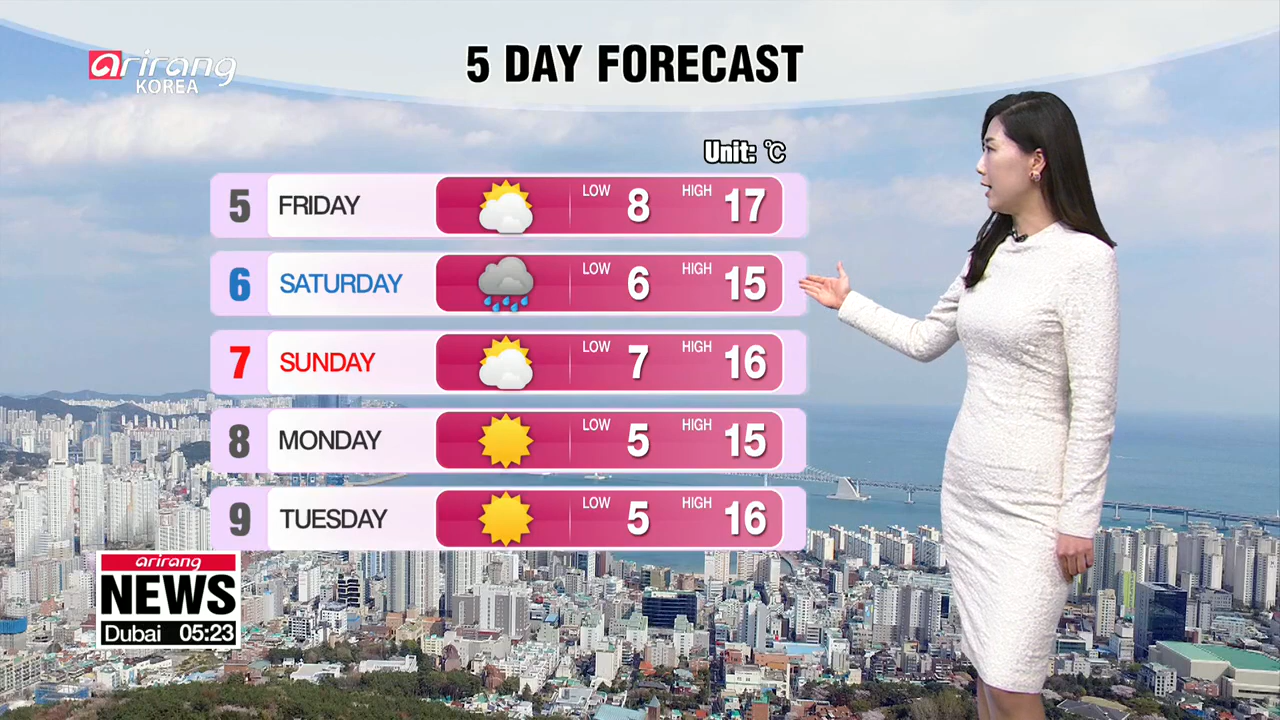 arirang
KOREA
5 DAY FORECAST
Unit: ℃
5 FRIDAY LOW 8 HIGH 17
6 SATURDAY LOW 6 HIGH 15
7 SUNDAY LOW 7 HIGH 16
8 MONDAY LOW 5 HIGH 15
9 TUESDAY LOW 5 HIGH 16
arirang
NEWS
Dubai 05:23